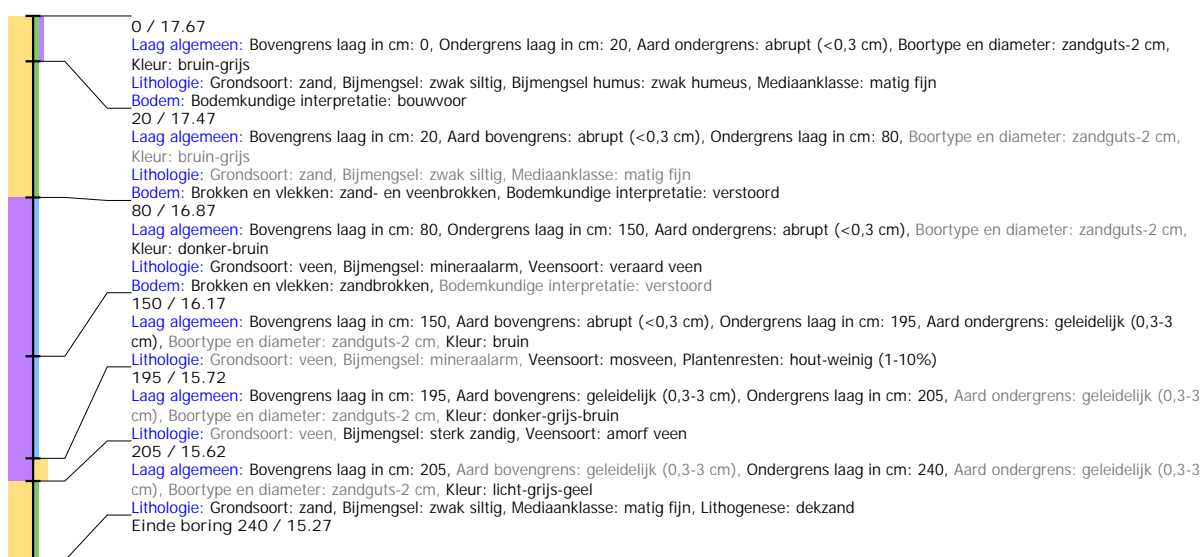 0 / 17.67
Laag algemeen: Bovengrens laag in cm: 0, Ondergrens laag in cm: 20, Aard ondergrens: abrupt (<0,3 cm), Boortype en diameter: zandguts-2 cm,
Kleur: bruin-grijs
Lithologie: Grondsoort: zand, Bijmengsel: zwak siltig, Bijmengsel humus: zwak humeus, Mediaanklasse: matig fijn
Bodem: Bodemkundige interpretatie: bouwvoor
20 / 17.47
Laag algemeen: Bovengrens laag in cm: 20, Aard bovengrens: abrupt (<0,3 cm), Ondergrens laag in cm: 80, Boortype en diameter: zandguts-2 cm,
Kleur: bruin-grijs
Lithologie: Grondsoort: zand, Bijmengsel: zwak siltig, Mediaanklasse: matig fijn
Bodem: Brokken en vlekken: zand- en veenbrokken, Bodemkundige interpretatie: verstoord
80 / 16.87
Laag algemeen: Bovengrens laag in cm: 80, Ondergrens laag in cm: 150, Aard ondergrens: abrupt (<0,3 cm), Boortype en diameter: zandguts-2 cm,
Kleur: donker-bruin
Lithologie: Grondsoort: veen, Bijmengsel: mineraalarm, Veensoort: veraard veen
Bodem: Brokken en vlekken: zandbrokken, Bodemkundige interpretatie: verstoord
150 / 16.17
Laag algemeen: Bovengrens laag in cm: 150, Aard bovengrens: abrupt (<0,3 cm), Ondergrens laag in cm: 195, Aard ondergrens: geleidelijk (0,3-3
cm), Boortype en diameter: zandguts-2 cm, Kleur: bruin
Lithologie: Grondsoort: veen, Bijmengsel: mineraalarm, Veensoort: mosveen, Plantenresten: hout-weinig (1-10%)
195 / 15.72
Laag algemeen: Bovengrens laag in cm: 195, Aard bovengrens: geleidelijk (0,3-3 cm), Ondergrens laag in cm: 205, Aard ondergrens: geleidelijk (0,3-3
cm), Boortype en diameter: zandguts-2 cm, Kleur: donker-grijs-bruin
Lithologie: Grondsoort: veen, Bijmengsel: sterk zandig, Veensoort: amorf veen
205 / 15.62
Laag algemeen: Bovengrens laag in cm: 205, Aard bovengrens: geleidelijk (0,3-3 cm), Ondergrens laag in cm: 240, Aard ondergrens: geleidelijk (0,3-3
cm), Boortype en diameter: zandguts-2 cm, Kleur: licht-grijs-geel
Lithologie: Grondsoort: zand, Bijmengsel: zwak siltig, Mediaanklasse: matig fijn, Lithogenese: dekzand
Einde boring 240 / 15.27